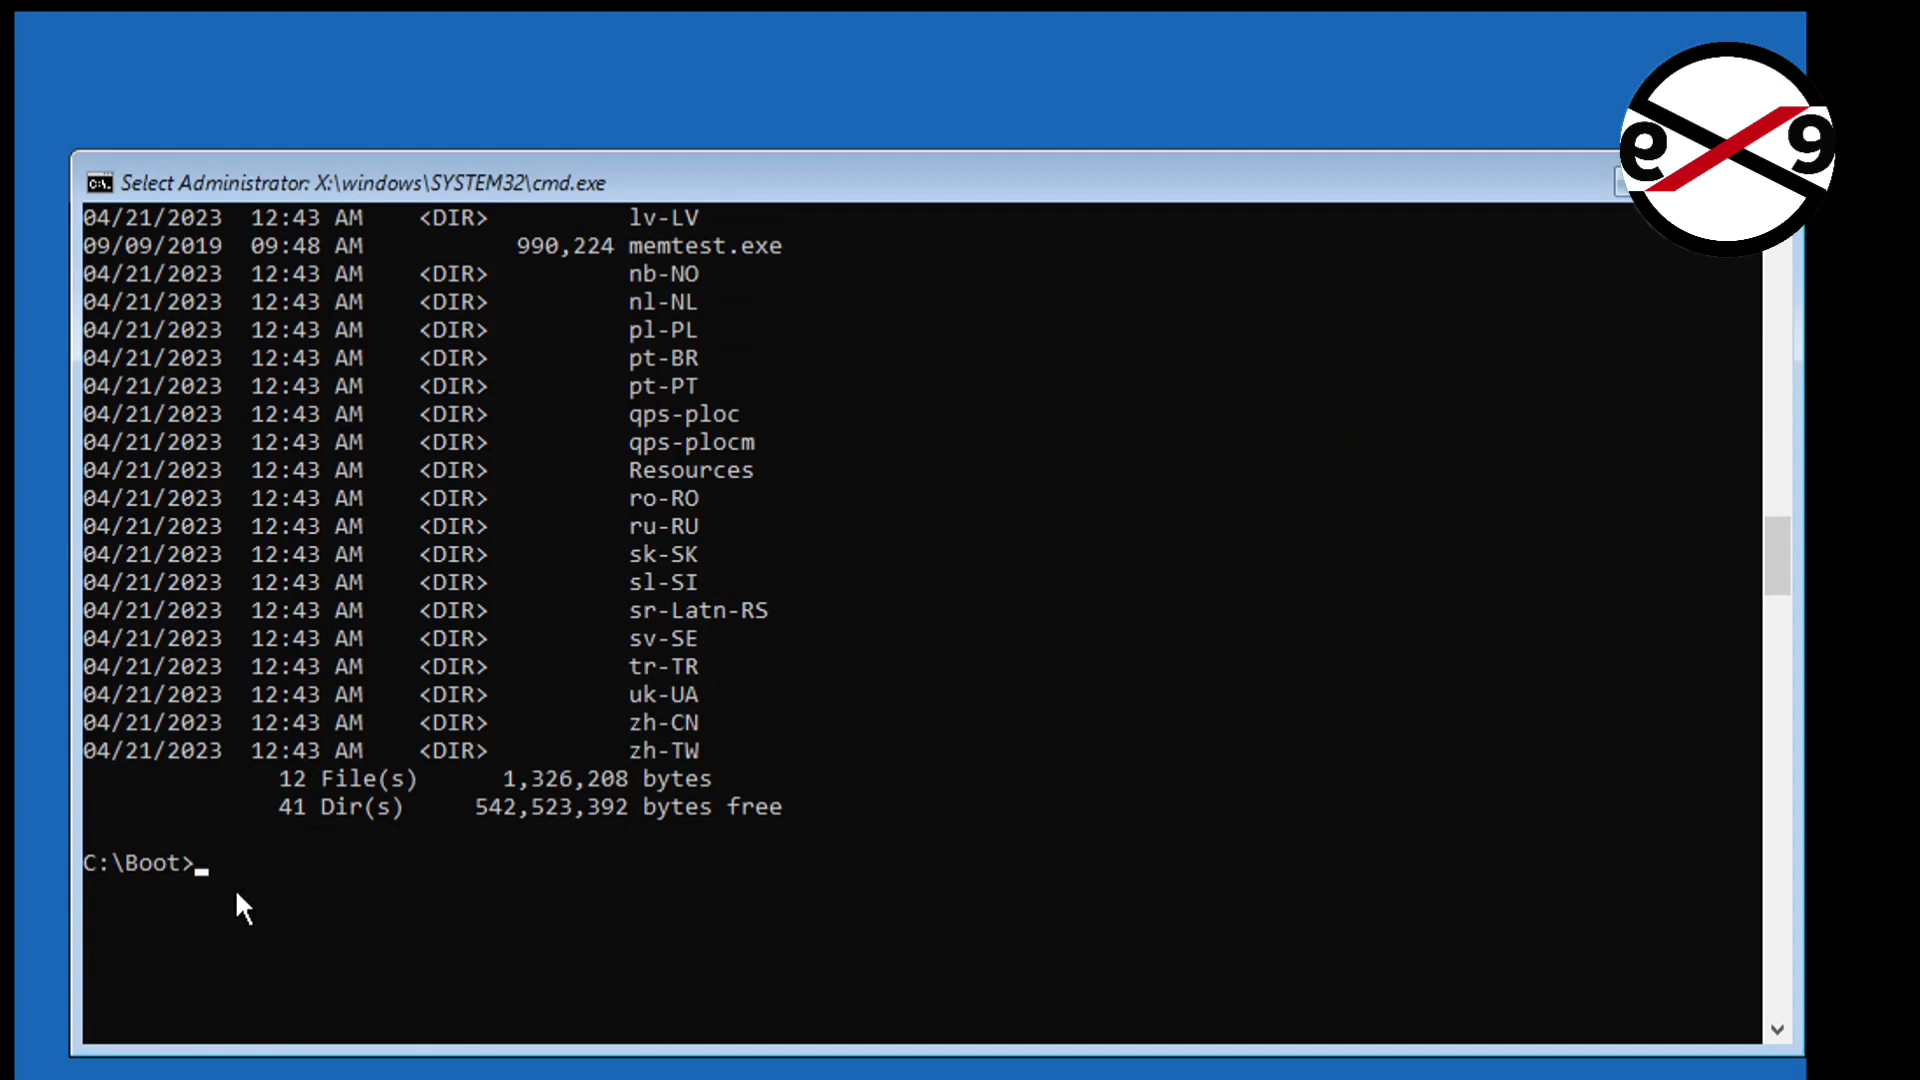 e9
Select Administrator: X:\windows\SYSTEM32\cmd.exe
04/21/2023 12:43 AM <DIR> lv-LV
09/09/2019 09:48 AM 990,224 memtest.exe
04/21/2023 12:43 AM <DIR> nb-NO
04/21/2023 12:43 AM <DIR> nl-NL
04/21/2023 12:43 AM <DIR> pl-PL
04/21/2023 12:43 AM <DIR> pt-BR
04/21/2023 12:43 AM <DIR> pt-PT
04/21/2023 12:43 AM <DIR> qps-ploc
04/21/2023 12:43 AM <DIR> qps-plocm
04/21/2023 12:43 AM <DIR> Resources
04/21/2023 12:43 AM <DIR> ro-RO
04/21/2023 12:43 AM <DIR> ru-RU
04/21/2023 12:43 AM <DIR> sk-SK
04/21/2023 12:43 AM <DIR> sl-SI
04/21/2023 12:43 AM <DIR> sr-Latn-RS
04/21/2023 12:43 AM <DIR> sv-SE
04/21/2023 12:43 AM <DIR> tr-TR
04/21/2023 12:43 AM <DIR> uk-UA
04/21/2023 12:43 AM <DIR> zh-CN
04/21/2023 12:43 AM <DIR> zh-TW
12 File(s) 1,326,208 bytes
41 Dir(s) 542,523,392 bytes free
C:\Boot>_